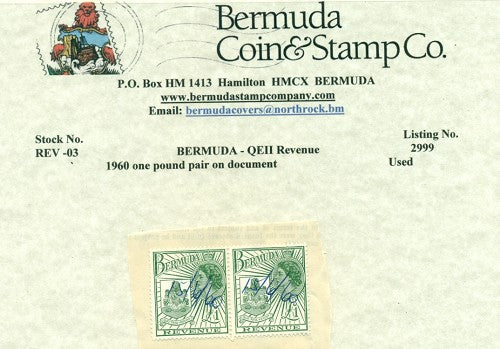 Bermuda
Coin&Stamp Co.
P.O. Box HM 1413 Hamilton HMCX BERMUDA
www.bermudastampcompany.com
Email: bermudacovers@northrock.bm
Stock No.
REV -03
Listing No.
2999
BERMUDA - QEII Revenue
1960 one pound pair on document
Used
BERMUDA BERMUDA
£1 £1
REVENUE REVENUE